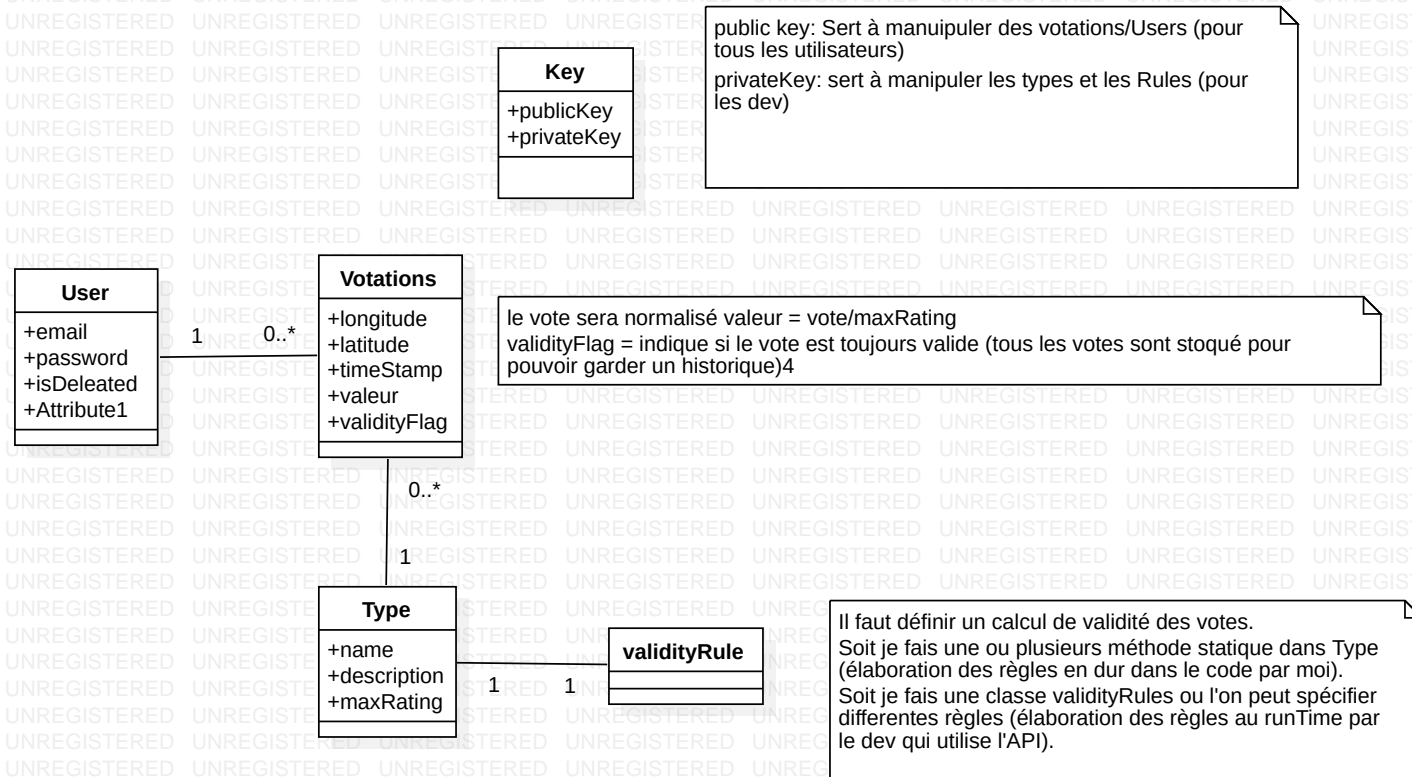 public key: Sert à manuipuler des votations/Users (pour
tous les utilisateurs)
privateKey: sert à manipuler les types et les Rules (pour
les dev)
Key
+publicKey
+privateKey
User
+email
+password
+isDeleated
+Attribute1
1
0..*
Votations
+longitude
+latitude
+timeStamp
+valeur
+validityFlag
le vote sera normalisé valeur = vote/maxRating
validityFlag = indique si le vote est toujours valide (tous les votes sont stoqué pour
pouvoir garder un historique)4
0..*
1
Type
+name
+description
+maxRating
1
1
validityRule
Il faut définir un calcul de validité des votes.
Soit je fais une ou plusieurs méthode statique dans Type
(élaboration des règles en dur dans le code par moi).
Soit je fais une classe validityRules ou l'on peut spécifier
differentes règles (élaboration des règles au runTime par
le dev qui utilise l'API).
UNREGISTERED